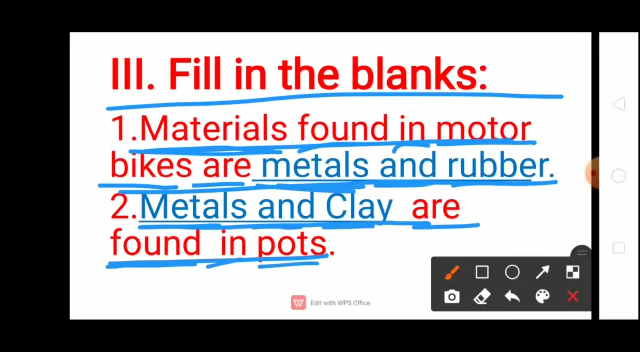 III. Fill in the blanks:
1.Materials found in motor
bikes are metals and rubber.
2.Metals and Clay are
found in pots.
Edit with WPS Office